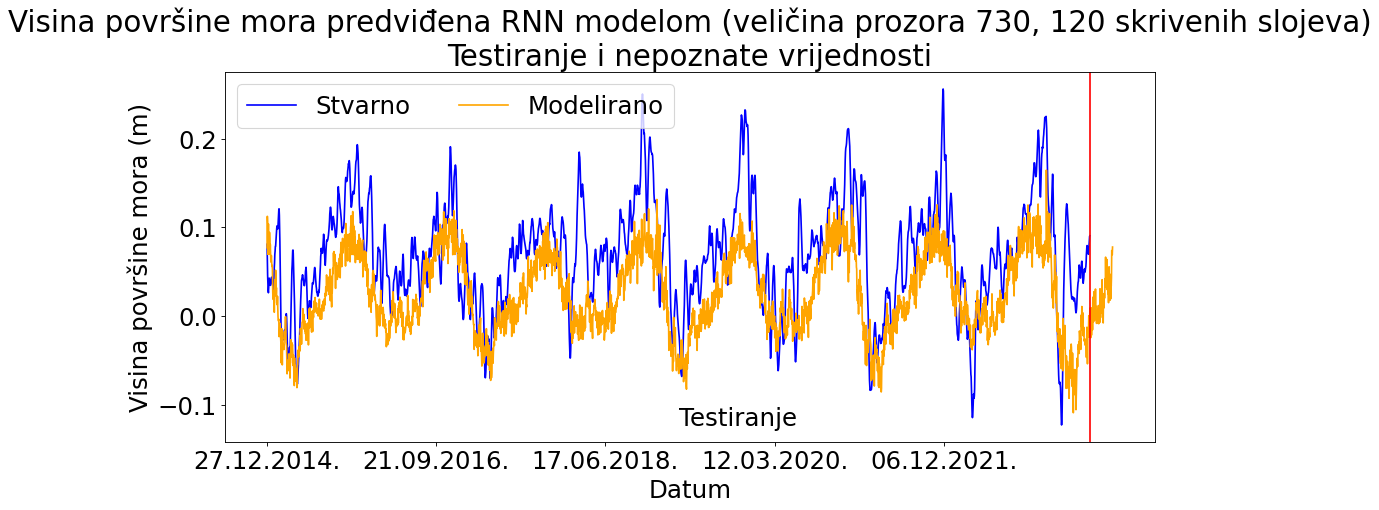 Visina površine mora predviđena RNN modelom (veličina prozora 730, 120 skrivenih slojeva)
Testiranje i nepoznate vrijednosti
Stvarno Modelirano
Visina površine mora (m)
0.2
0.1
0.0
−0.1
Testiranje
27.12.2014. 21.09.2016. 17.06.2018. 12.03.2020. 06.12.2021.
Datum